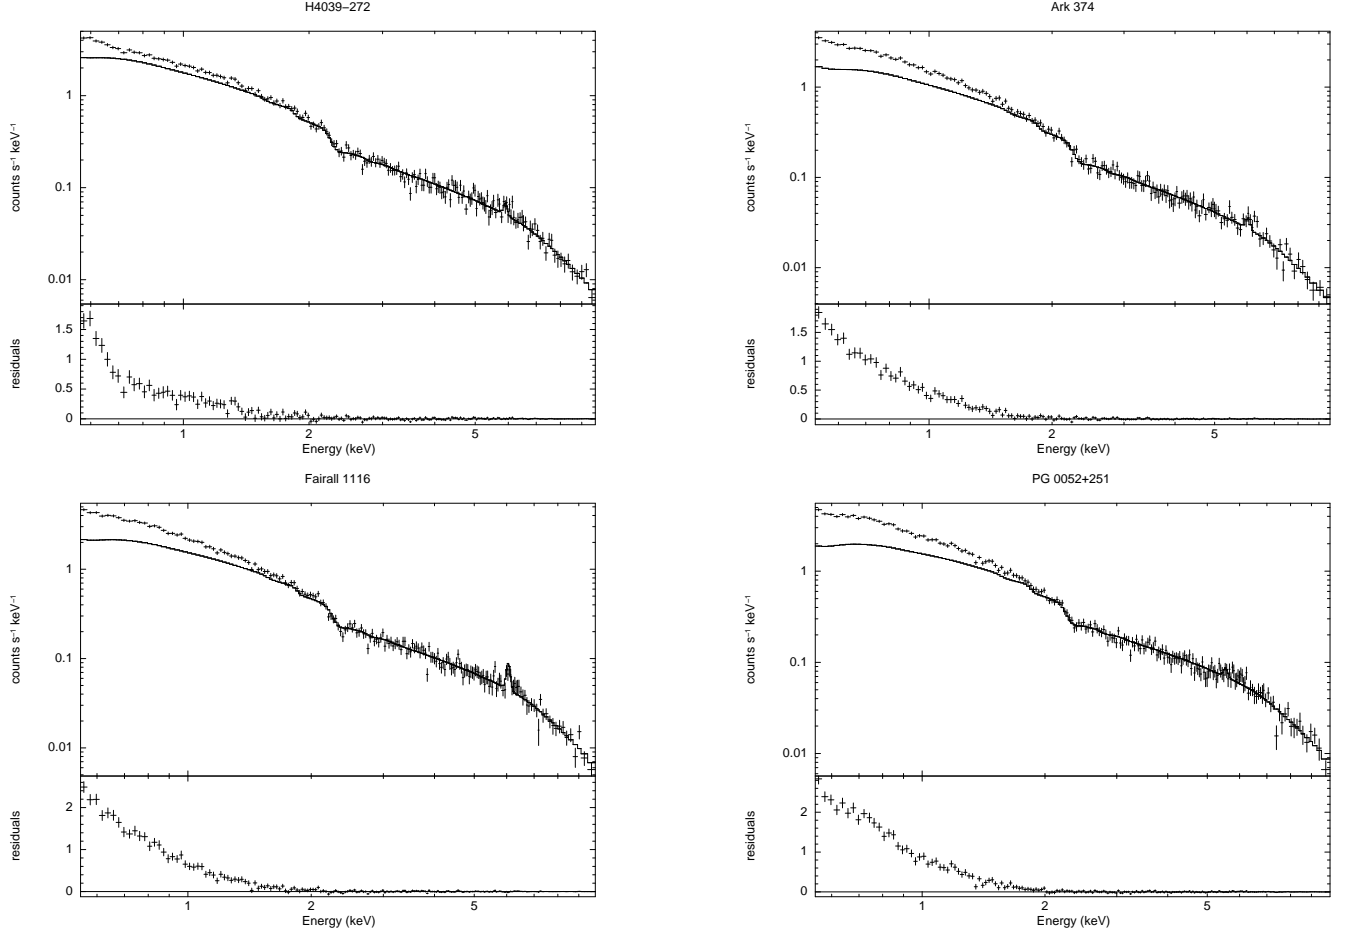 H4039−272
counts s⁻¹ keV⁻¹
1
0.1
0.01
residuals
1.5
1
0.5
0
1 2 5
Energy (keV)
Ark 374
counts s⁻¹ keV⁻¹
1
0.1
0.01
residuals
1.5
1
0.5
0
1 2 5
Energy (keV)
Fairall 1116
counts s⁻¹ keV⁻¹
1
0.1
0.01
residuals
2
1
0
1 2 5
Energy (keV)
PG 0052+251
counts s⁻¹ keV⁻¹
1
0.1
0.01
residuals
2
1
0
1 2 5
Energy (keV)